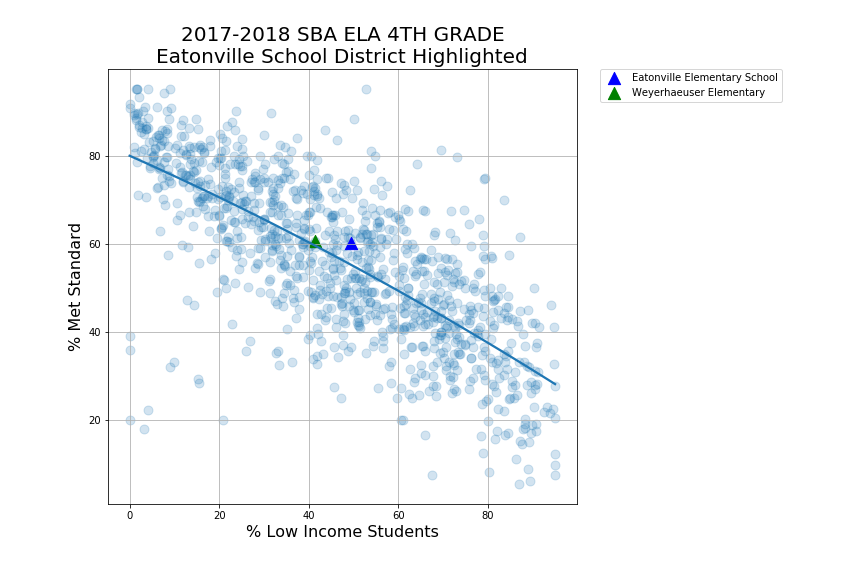 2017-2018 SBA ELA 4TH GRADE
Eatonville School District Highlighted
Eatonville Elementary School
Weyerhaeuser Elementary
% Met Standard
80
60
40
20
0 20 40 60 80
% Low Income Students